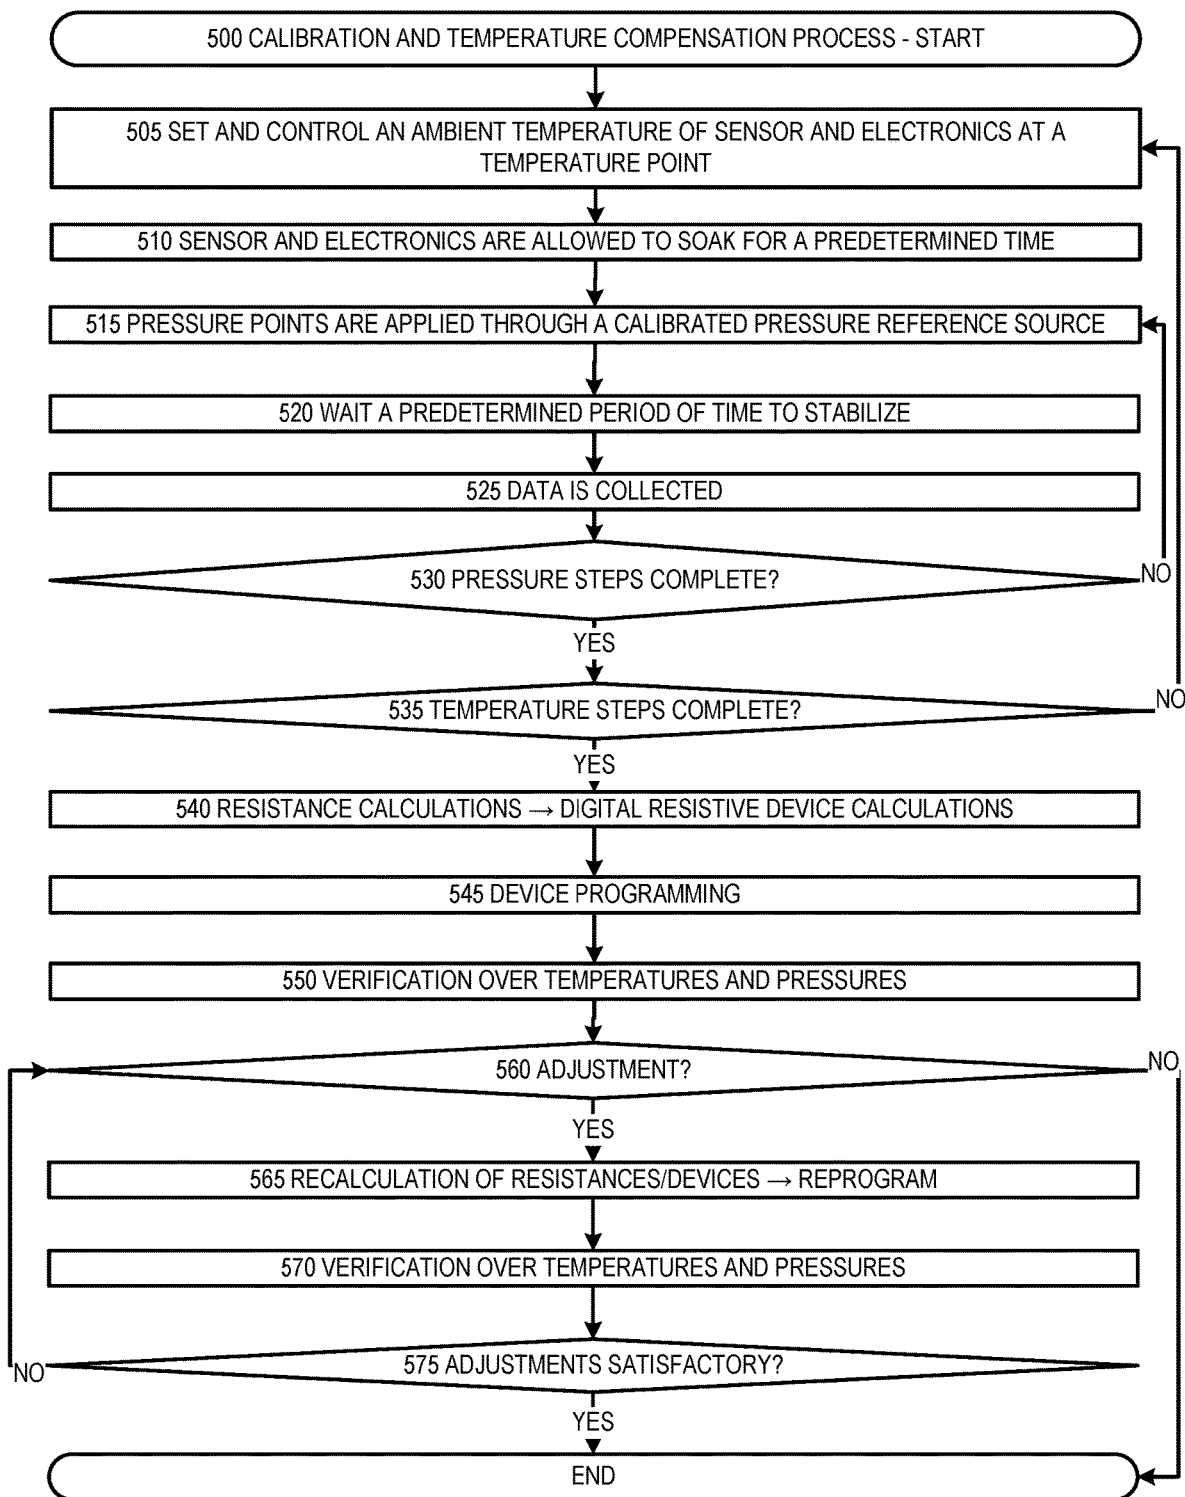 500 CALIBRATION AND TEMPERATURE COMPENSATION PROCESS - START
505 SET AND CONTROL AN AMBIENT TEMPERATURE OF SENSOR AND ELECTRONICS AT A
TEMPERATURE POINT
510 SENSOR AND ELECTRONICS ARE ALLOWED TO SOAK FOR A PREDETERMINED TIME
515 PRESSURE POINTS ARE APPLIED THROUGH A CALIBRATED PRESSURE REFERENCE SOURCE
520 WAIT A PREDETERMINED PERIOD OF TIME TO STABILIZE
525 DATA IS COLLECTED
530 PRESSURE STEPS COMPLETE?
NO
YES
535 TEMPERATURE STEPS COMPLETE?
NO
YES
540 RESISTANCE CALCULATIONS → DIGITAL RESISTIVE DEVICE CALCULATIONS
545 DEVICE PROGRAMMING
550 VERIFICATION OVER TEMPERATURES AND PRESSURES
560 ADJUSTMENT?
NO
YES
565 RECALCULATION OF RESISTANCES/DEVICES → REPROGRAM
570 VERIFICATION OVER TEMPERATURES AND PRESSURES
575 ADJUSTMENTS SATISFACTORY?
NO
YES
END